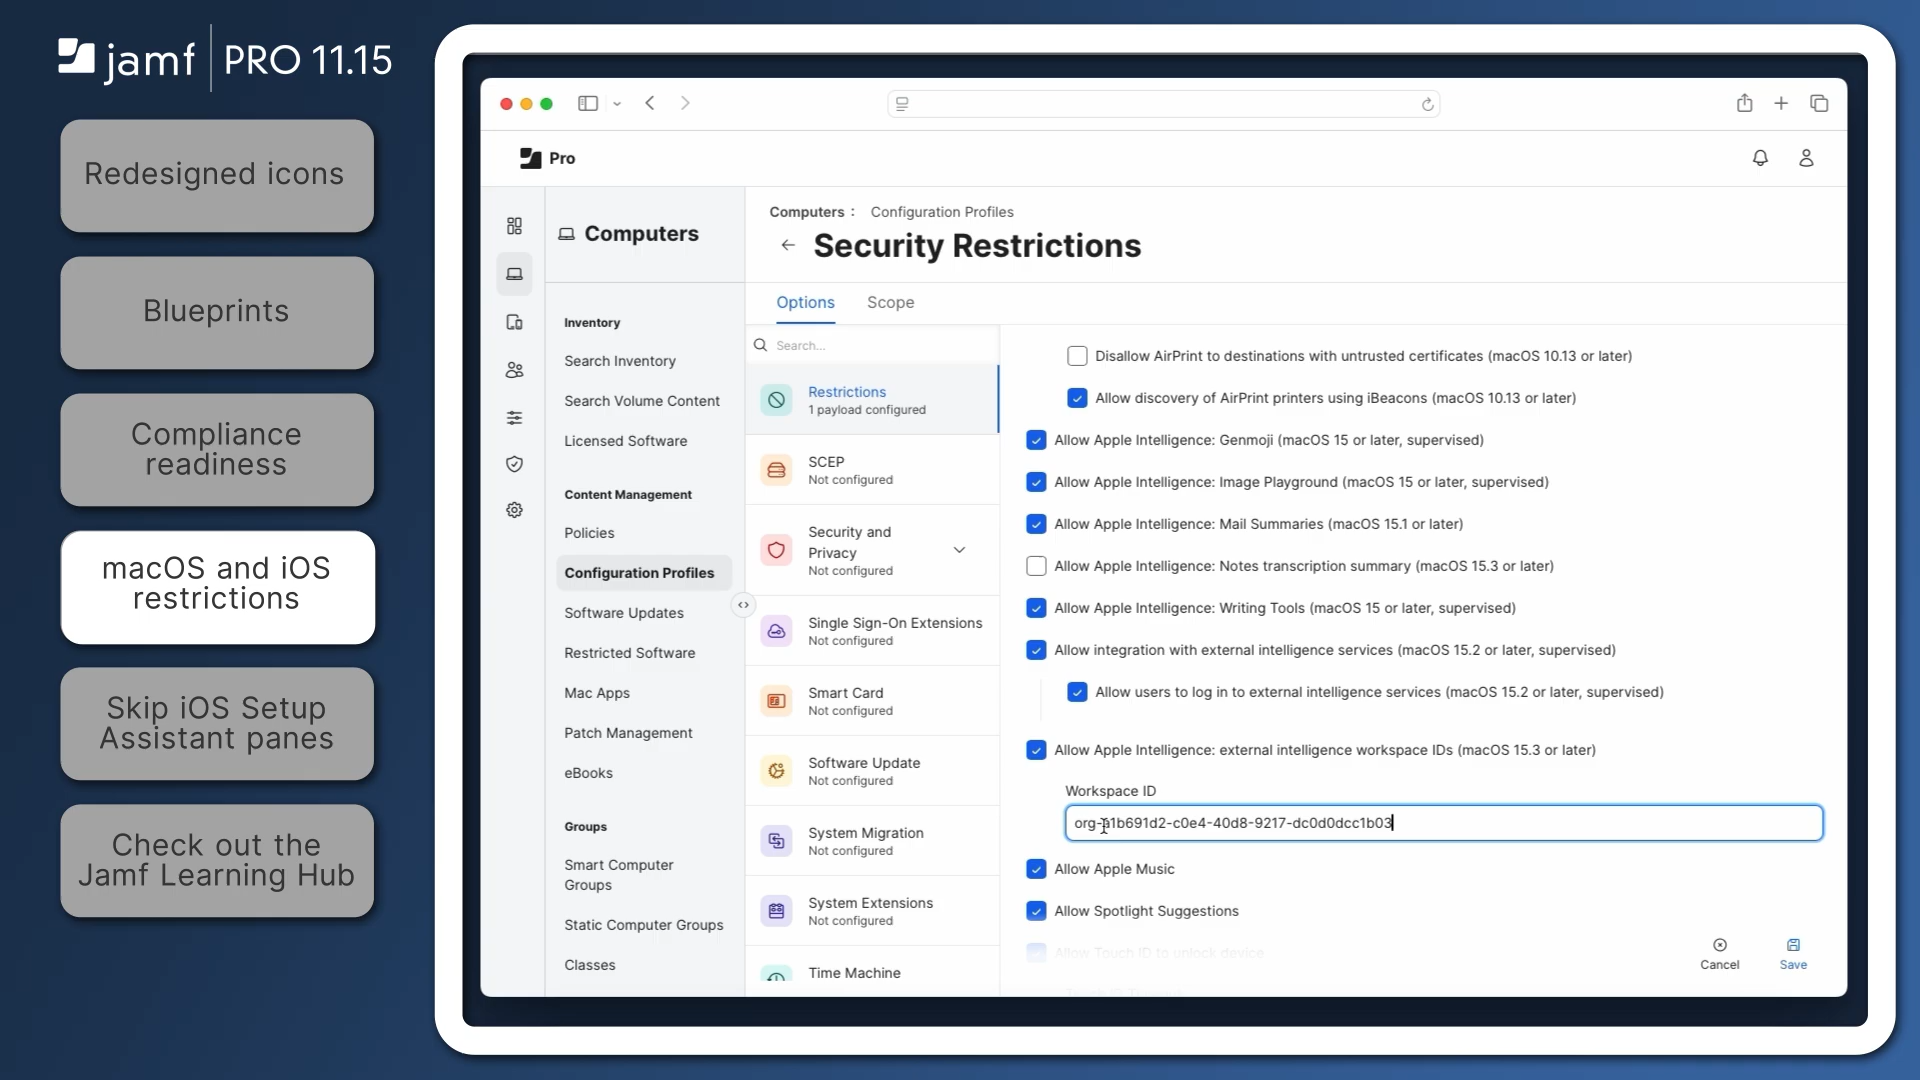 jamf PRO 11.15
Redesigned icons
Blueprints
Compliance
readiness
macOS and iOS
restrictions
Skip iOS Setup
Assistant panes
Check out the
Jamf Learning Hub
Pro
Computers
Inventory
Search Inventory
Search Volume Content
Licensed Software
Content Management
Policies
Configuration Profiles
Software Updates
Restricted Software
Mac Apps
Patch Management
eBooks
Groups
Smart Computer
Groups
Static Computer Groups
Classes
Computers : Configuration Profiles
Security Restrictions
Options Scope
Search...
Restrictions
1 payload configured
SCEP
Not configured
Security and
Privacy
Not configured
Single Sign-On Extensions
Not configured
Smart Card
Not configured
Software Update
Not configured
System Migration
Not configured
System Extensions
Not configured
Time Machine
Disallow AirPrint to destinations with untrusted certificates (macOS 10.13 or later)
Allow discovery of AirPrint printers using iBeacons (macOS 10.13 or later)
Allow Apple Intelligence: Genmoji (macOS 15 or later, supervised)
Allow Apple Intelligence: Image Playground (macOS 15 or later, supervised)
Allow Apple Intelligence: Mail Summaries (macOS 15.1 or later)
Allow Apple Intelligence: Notes transcription summary (macOS 15.3 or later)
Allow Apple Intelligence: Writing Tools (macOS 15 or later, supervised)
Allow integration with external intelligence services (macOS 15.2 or later, supervised)
Allow users to log in to external intelligence services (macOS 15.2 or later, supervised)
Allow Apple Intelligence: external intelligence workspace IDs (macOS 15.3 or later)
Workspace ID
org-a1b691d2-c0e4-40d8-9217-dc0d0dcc1b03
Allow Apple Music
Allow Spotlight Suggestions
Allow Touch ID to unlock device
Cancel Save